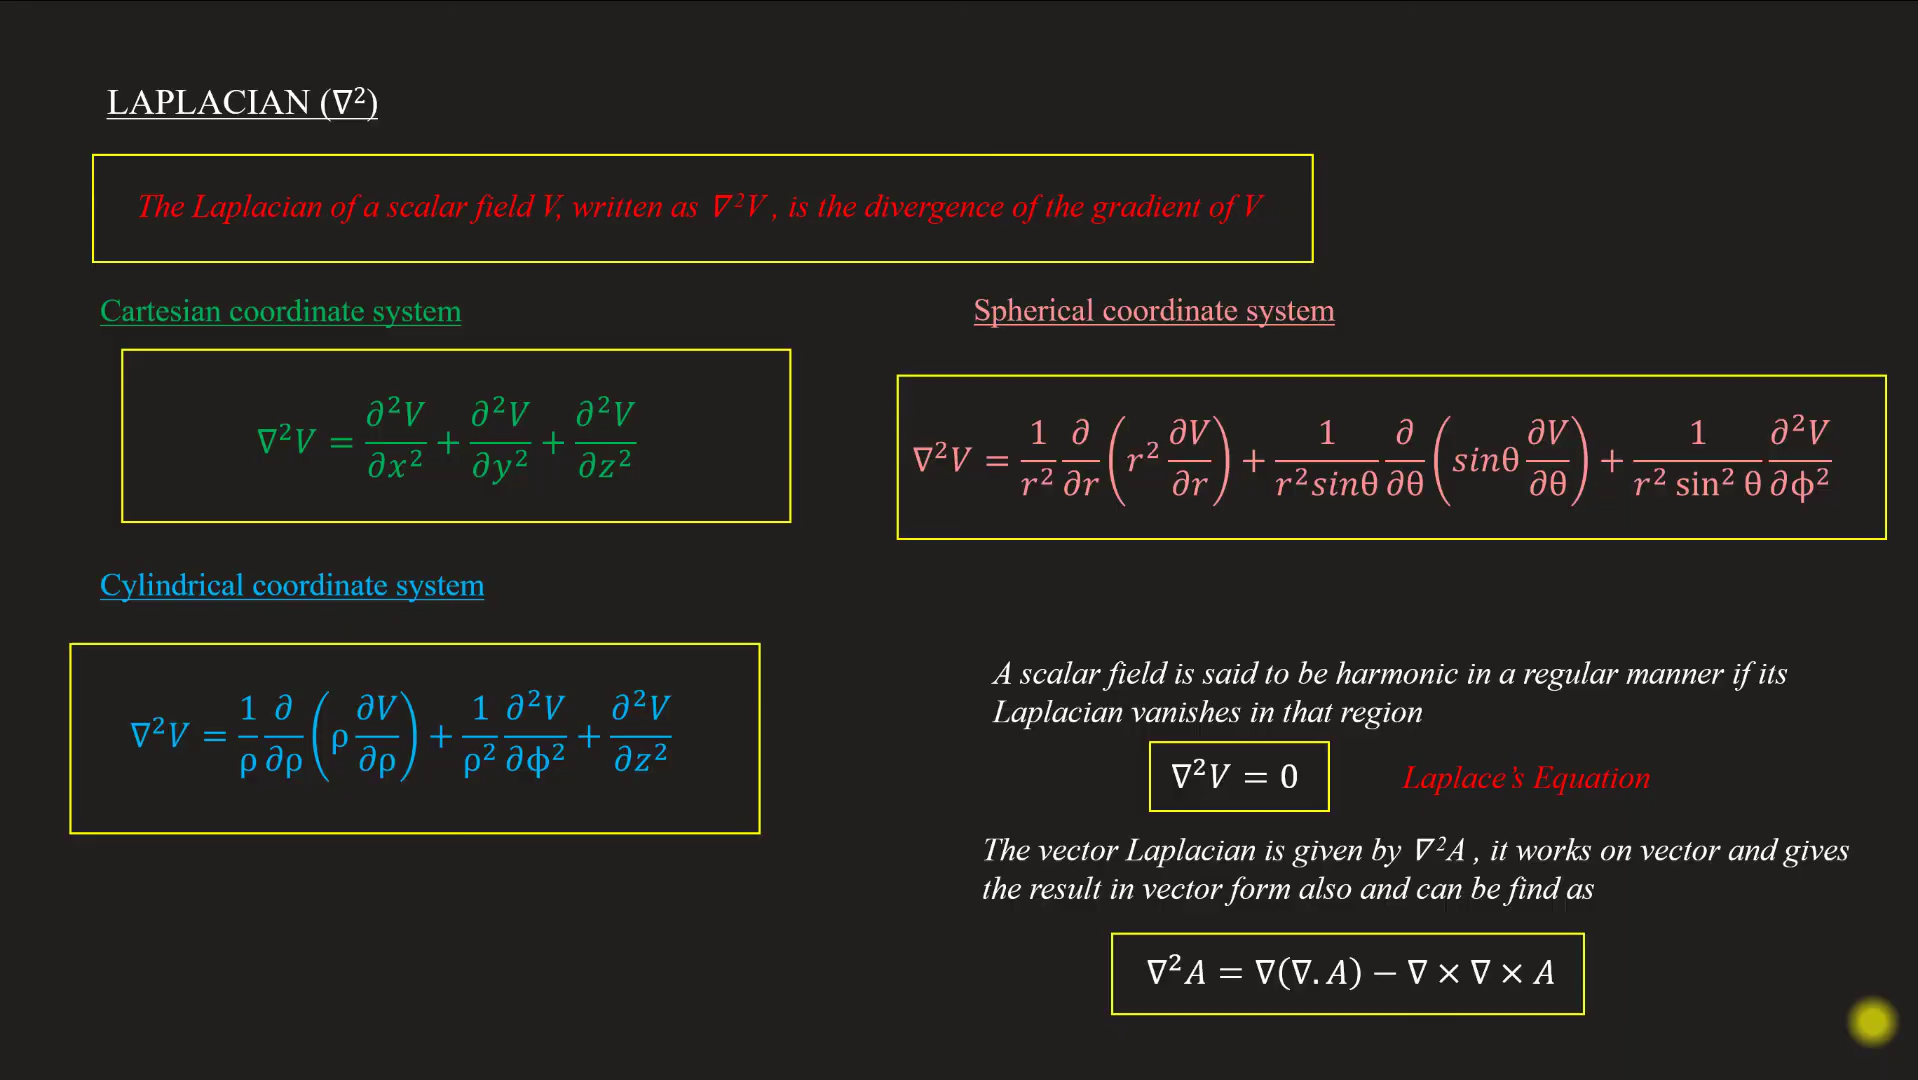 LAPLACIAN (∇²)
The Laplacian of a scalar field V, written as ∇²V , is the divergence of the gradient of V
Cartesian coordinate system
∇²V = ∂²V/∂x² + ∂²V/∂y² + ∂²V/∂z²
Cylindrical coordinate system
∇²V = 1/ρ ∂/∂ρ (ρ ∂V/∂ρ) + 1/ρ² ∂²V/∂ϕ² + ∂²V/∂z²
Spherical coordinate system
∇²V = 1/r² ∂/∂r (r² ∂V/∂r) + 1/r²sinθ ∂/∂θ (sinθ ∂V/∂θ) + 1/r² sin² θ ∂²V/∂ϕ²
A scalar field is said to be harmonic in a regular manner if its
Laplacian vanishes in that region
∇²V = 0
Laplace’s Equation
The vector Laplacian is given by ∇²A , it works on vector and gives
the result in vector form also and can be find as
∇²A = ∇(∇. A) − ∇ × ∇ × A